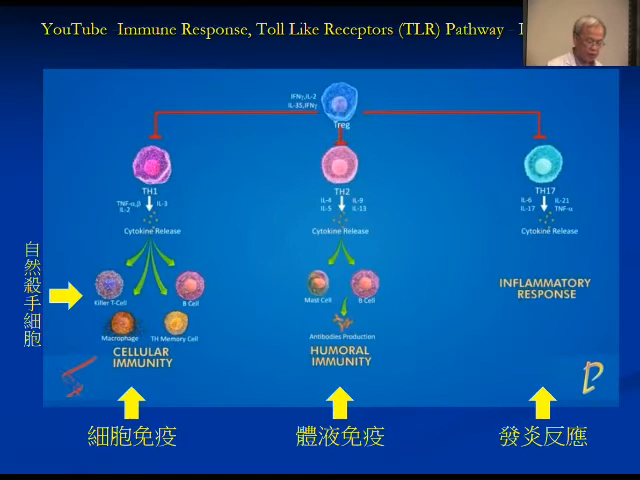 YouTube -Immune Response, Toll Like Receptors (TLR) Pathway -
IFNγ,IL-2
IL-35,IFNγ
Treg
TH1
TH2
TH17
TNF-α,β
IL-2
IL-3
IL-4
IL-5
IL-9
IL-13
IL-6
IL-17
IL-21
TNF-α
Cytokine Release
Cytokine Release
Cytokine Release
自然殺手細胞
Killer T-Cell
B Cell
Mast Cell
B Cell
INFLAMMATORY
RESPONSE
Macrophage
TH Memory Cell
Antibodies Production
CELLULAR
IMMUNITY
HUMORAL
IMMUNITY
細胞免疫
體液免疫
發炎反應